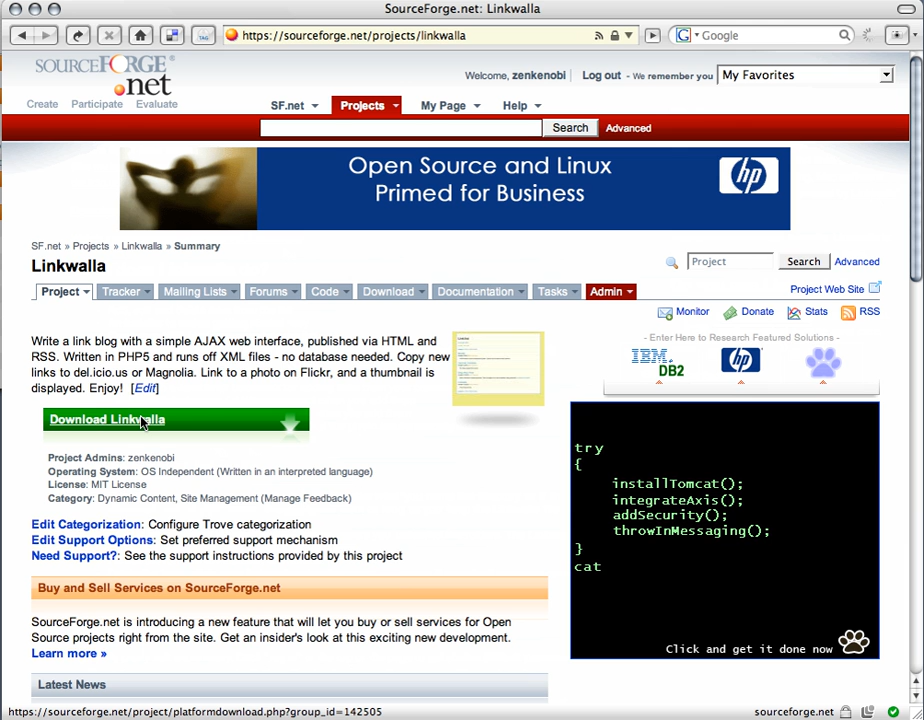 SourceForge.net: Linkwalla
https://sourceforge.net/projects/linkwalla
Google
SOURCEFORGE
.net
Create Participate Evaluate
Welcome, zenkenobi Log out - We remember you My Favorites
SF.net Projects My Page Help
Search Advanced
Open Source and Linux
Primed for Business
hp
SF.net » Projects » Linkwalla » Summary
Linkwalla
Project Search Advanced
Project Tracker Mailing Lists Forums Code Download Documentation Tasks Admin
Project Web Site
Monitor Donate Stats RSS
Write a link blog with a simple AJAX web interface, published via HTML and
RSS. Written in PHP5 and runs off XML files - no database needed. Copy new
links to del.icio.us or Magnolia. Link to a photo on Flickr, and a thumbnail is
displayed. Enjoy! [Edit]
- Enter Here to Research Featured Solutions -
IBM. DB2
hp
Download Linkwalla
Project Admins: zenkenobi
Operating System: OS Independent (Written in an interpreted language)
License: MIT License
Category: Dynamic Content, Site Management (Manage Feedback)
Edit Categorization: Configure Trove categorization
Edit Support Options: Set preferred support mechanism
Need Support?: See the support instructions provided by this project
try
{
installTomcat();
integrateAxis();
addSecurity();
throwInMessaging();
}
cat
Click and get it done now
Buy and Sell Services on SourceForge.net
SourceForge.net is introducing a new feature that will let you buy or sell services for Open
Source projects right from the site. Get an insider's look at this exciting new development.
Learn more »
Latest News
https://sourceforge.net/project/platformdownload.php?group_id=142505
sourceforge.net